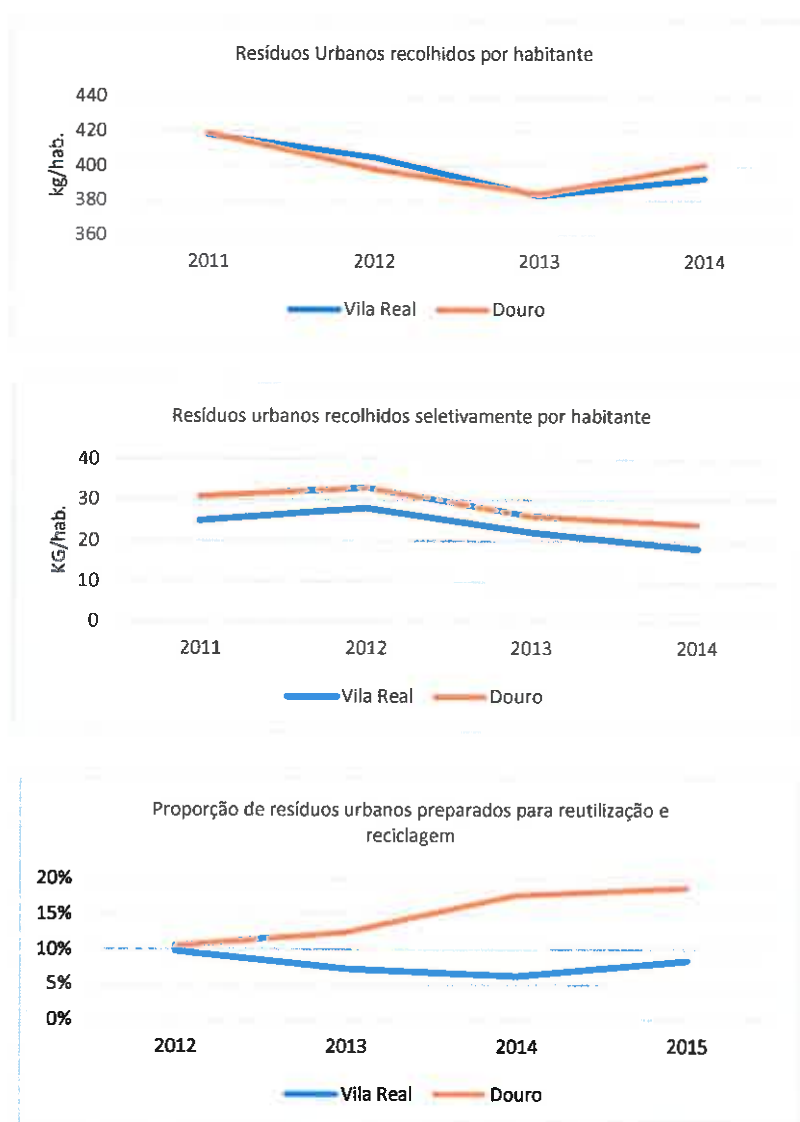 Resíduos Urbanos recolhidos por habitante
440
420
400
380
360
kg/hab.
2011 2012 2013 2014
Vila Real Douro
Resíduos urbanos recolhidos seletivamente por habitante
40
30
20
10
0
KG/hab.
2011 2012 2013 2014
Vila Real Douro
Proporção de resíduos urbanos preparados para reutilização e
reciclagem
20%
15%
10%
5%
0%
2012 2013 2014 2015
Vila Real Douro